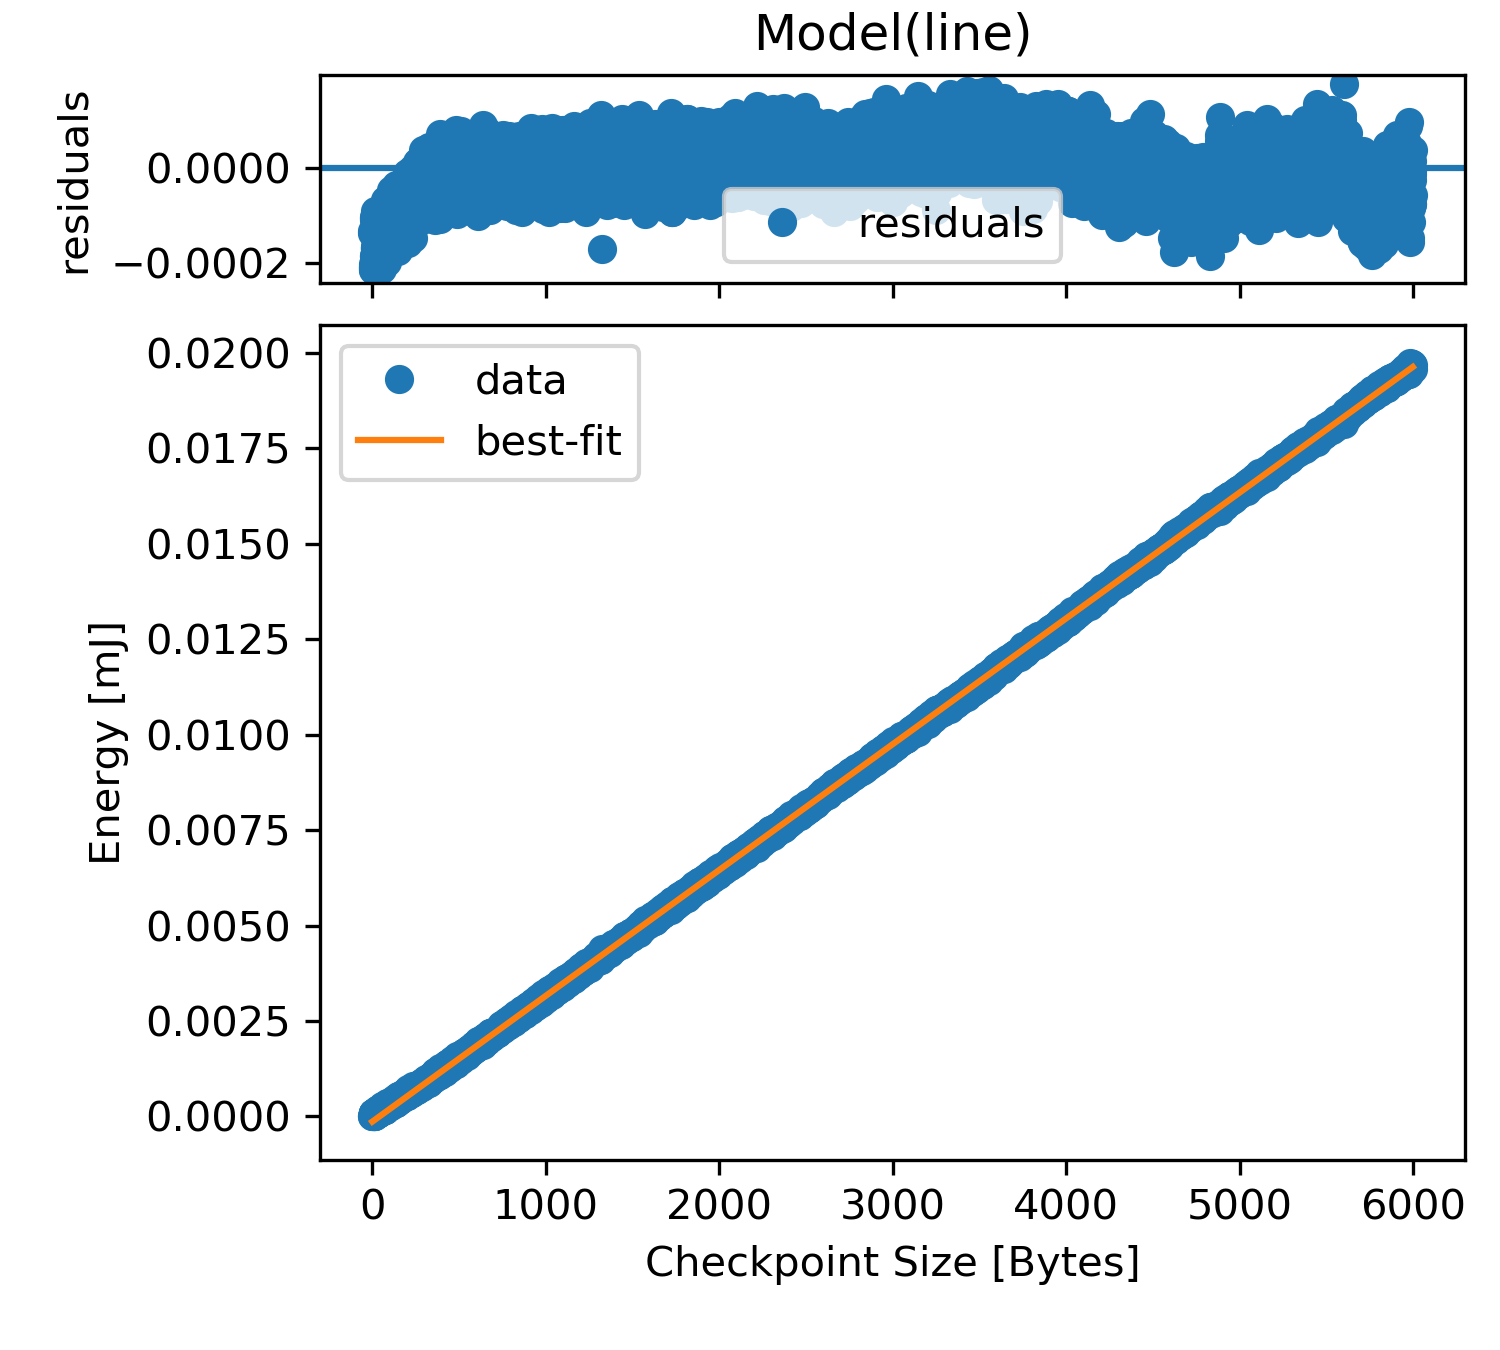 Model(line)
residuals
0.0000
−0.0002
residuals
0.0200
0.0175
0.0150
0.0125
0.0100
0.0075
0.0050
0.0025
0.0000
data
best-fit
Energy [mJ]
0 1000 2000 3000 4000 5000 6000
Checkpoint Size [Bytes]